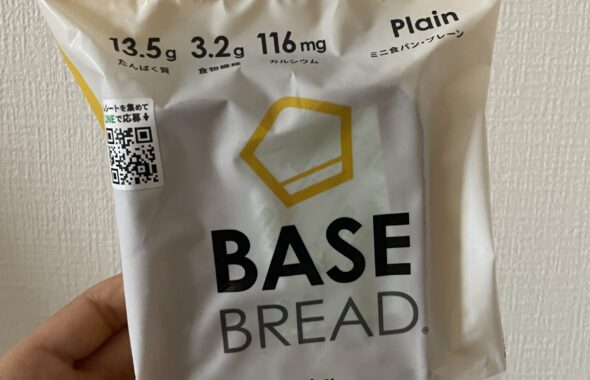 13.5g 3.2g 116mg
たんぱく質 食物繊維 カルシウム
Plain
ミニ食パン・プレーン
シートを集めて
LINEで応募
BASE
BREAD®